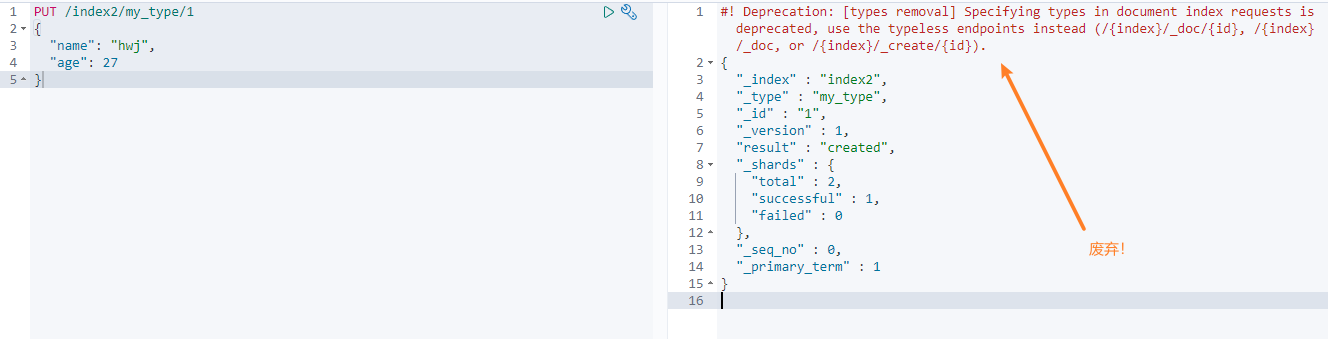 1 PUT /index2/my_type/1
2 {
3 "name": "hwj",
4 "age": 27
5 }
1 #! Deprecation: [types removal] Specifying types in document index requests is
deprecated, use the typeless endpoints instead (/{index}/_doc/{id}, /{index}
/_doc, or /{index}/_create/{id}).
2 {
3 "_index" : "index2",
4 "_type" : "my_type",
5 "_id" : "1",
6 "_version" : 1,
7 "result" : "created",
8 "_shards" : {
9 "total" : 2,
10 "successful" : 1,
11 "failed" : 0
12 },
13 "_seq_no" : 0,
14 "_primary_term" : 1
15 }
16
废弃!